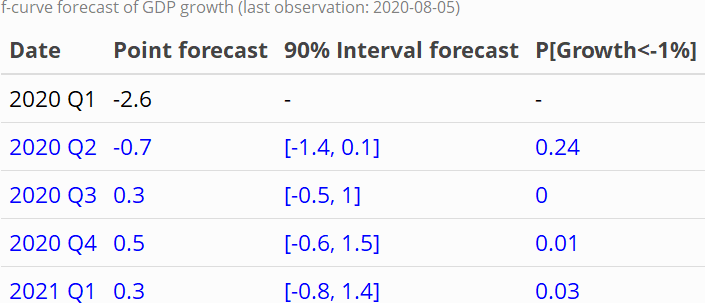 f-curve forecast of GDP growth (last observation: 2020-08-05)
Date Point forecast 90% Interval forecast P[Growth<-1%]
2020 Q1 -2.6 - -
2020 Q2 -0.7 [-1.4, 0.1] 0.24
2020 Q3 0.3 [-0.5, 1] 0
2020 Q4 0.5 [-0.6, 1.5] 0.01
2021 Q1 0.3 [-0.8, 1.4] 0.03